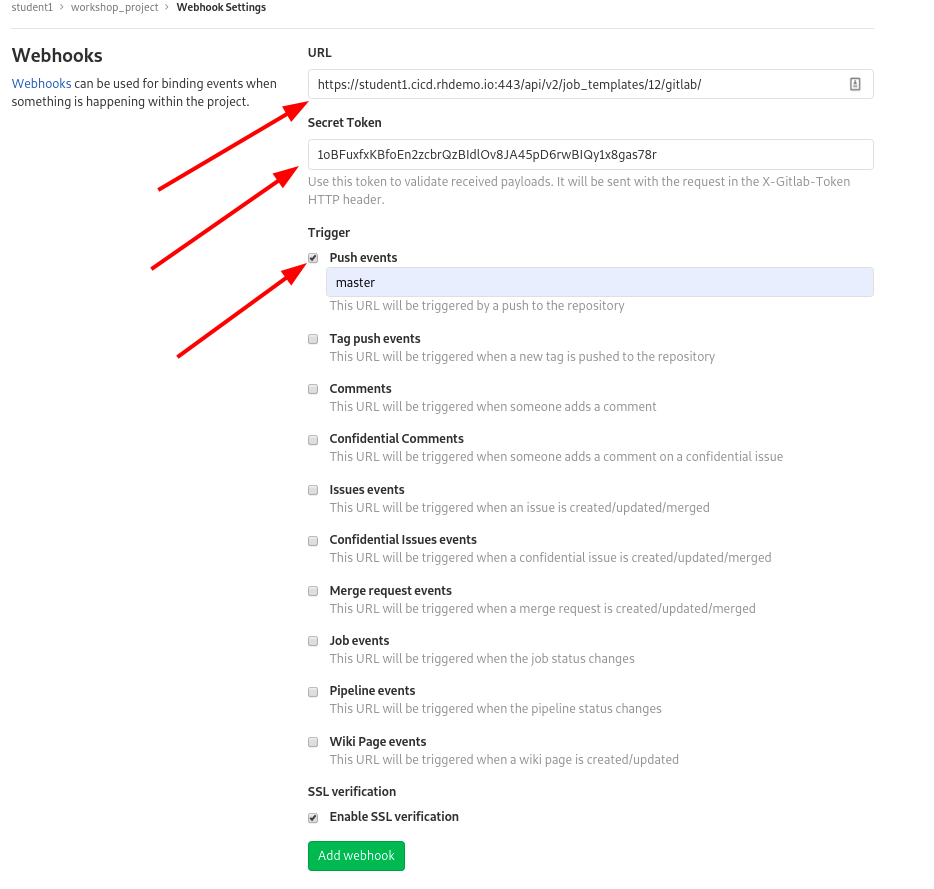 student1 › workshop_project › Webhook Settings
Webhooks
Webhooks can be used for binding events when
something is happening within the project.
URL
https://student1.cicd.rhdemo.io:443/api/v2/job_templates/12/gitlab/
Secret Token
1oBFuxfxKBfoEn2zcbrQzBIdlOv8JA45pD6rwBIQy1x8gas78r
Use this token to validate received payloads. It will be sent with the request in the X-Gitlab-Token
HTTP header.
Trigger
Push events
master
This URL will be triggered by a push to the repository
Tag push events
This URL will be triggered when a new tag is pushed to the repository
Comments
This URL will be triggered when someone adds a comment
Confidential Comments
This URL will be triggered when someone adds a comment on a confidential issue
Issues events
This URL will be triggered when an issue is created/updated/merged
Confidential Issues events
This URL will be triggered when a confidential issue is created/updated/merged
Merge request events
This URL will be triggered when a merge request is created/updated/merged
Job events
This URL will be triggered when the job status changes
Pipeline events
This URL will be triggered when the pipeline status changes
Wiki Page events
This URL will be triggered when a wiki page is created/updated
SSL verification
Enable SSL verification
Add webhook